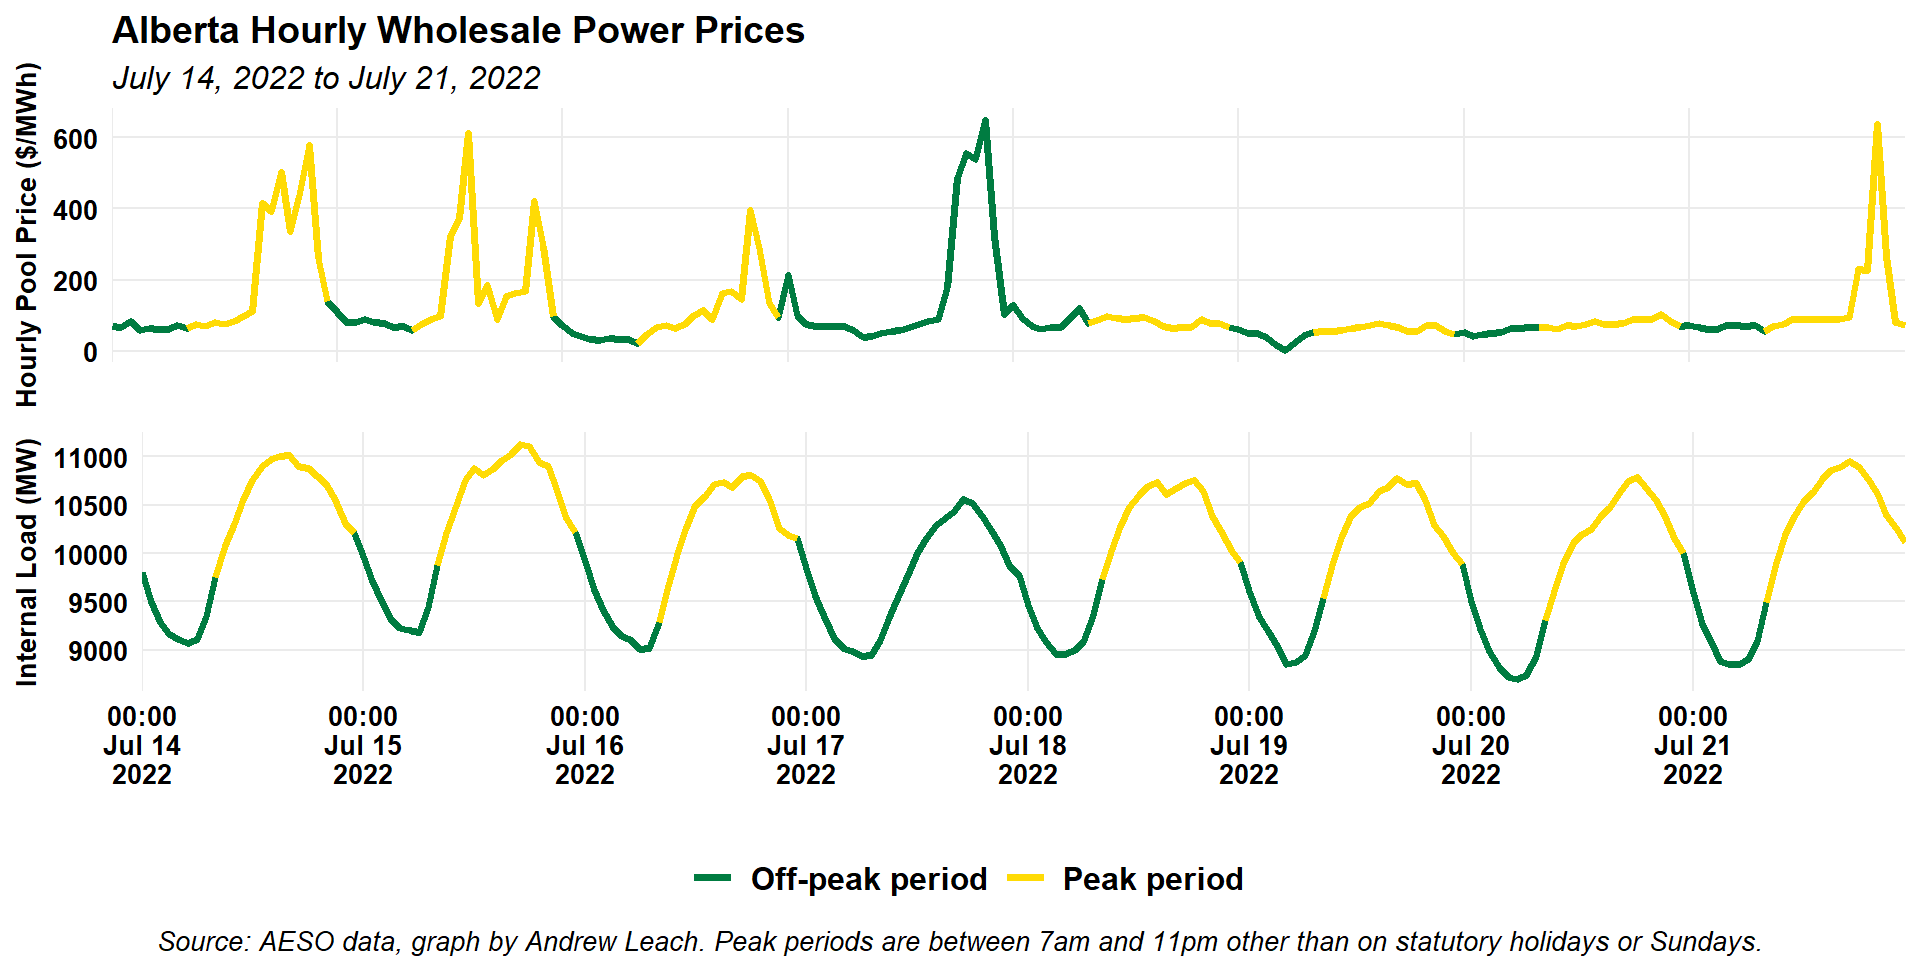 Alberta Hourly Wholesale Power Prices
July 14, 2022 to July 21, 2022
Hourly Pool Price ($/MWh)
600
400
200
0
Internal Load (MW)
11000
10500
10000
9500
9000
00:00 00:00 00:00 00:00 00:00 00:00 00:00 00:00
Jul 14 Jul 15 Jul 16 Jul 17 Jul 18 Jul 19 Jul 20 Jul 21
2022 2022 2022 2022 2022 2022 2022 2022
Off-peak period Peak period
Source: AESO data, graph by Andrew Leach. Peak periods are between 7am and 11pm other than on statutory holidays or Sundays.